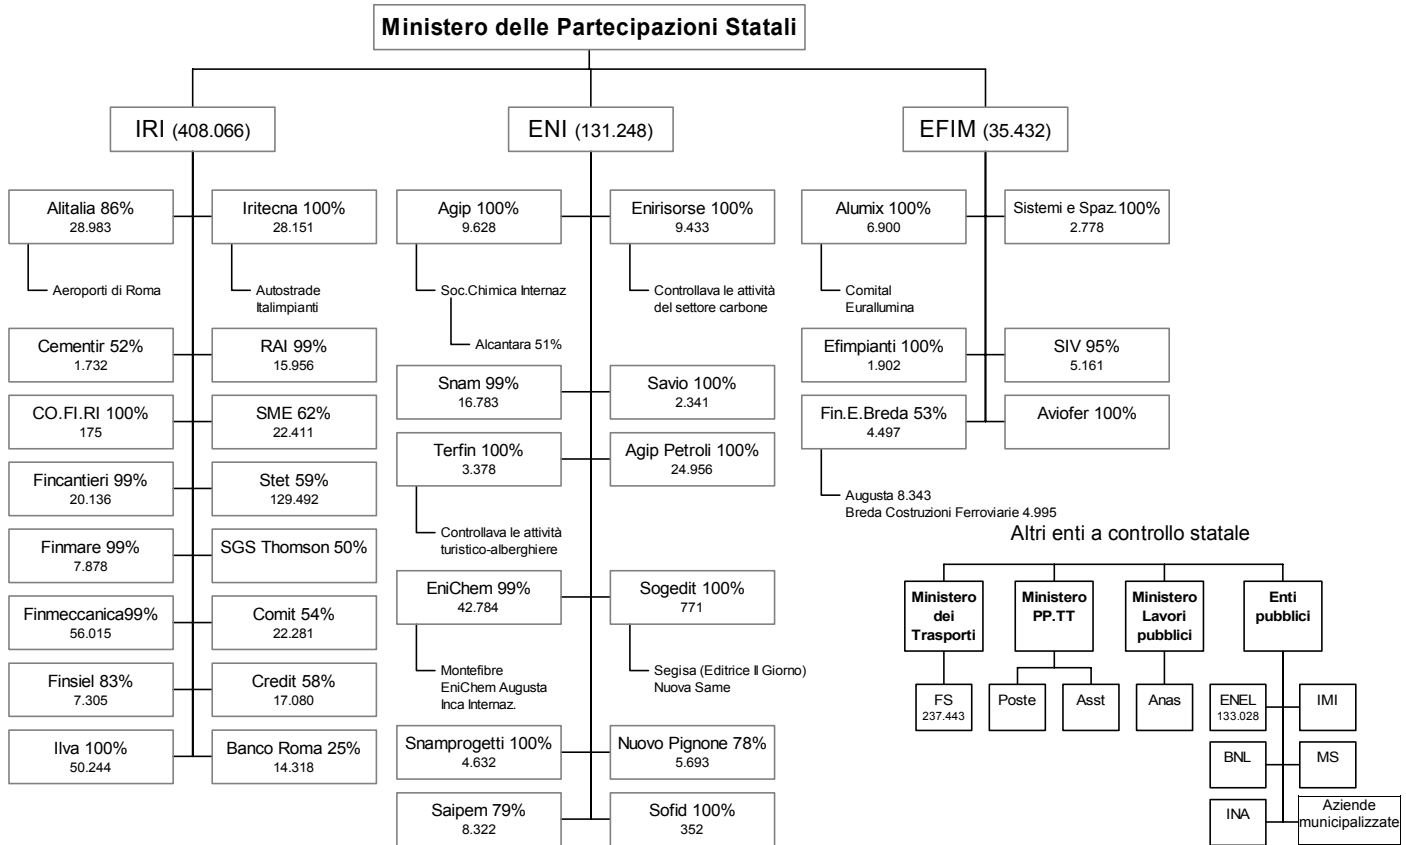 Ministero delle Partecipazioni Statali
IRI (408.066)
Alitalia 86%
28.983
Aeroporti di Roma
Iritecna 100%
28.151
Autostrade
Italimpianti
Cementir 52%
1.732
RAI 99%
15.956
CO.FI.RI 100%
175
SME 62%
22.411
Fincantieri 99%
20.136
Stet 59%
129.492
Finmare 99%
7.878
SGS Thomson 50%
Finmeccanica99%
56.015
Comit 54%
22.281
Finsiel 83%
7.305
Credit 58%
17.080
Ilva 100%
50.244
Banco Roma 25%
14.318
ENI (131.248)
Agip 100%
9.628
Soc.Chimica Internaz
Alcantara 51%
Enirisorse 100%
9.433
Controllava le attività
del settore carbone
Snam 99%
16.783
Savio 100%
2.341
Terfin 100%
3.378
Controllava le attività
turistico-alberghiere
Agip Petroli 100%
24.956
EniChem 99%
42.784
Montefibre
EniChem Augusta
Inca Internaz.
Sogedit 100%
771
Segisa (Editrice Il Giorno)
Nuova Same
Snamprogetti 100%
4.632
Nuovo Pignone 78%
5.693
Saipem 79%
8.322
Sofid 100%
352
EFIM (35.432)
Alumix 100%
6.900
Comital
Eurallumina
Sistemi e Spaz.100%
2.778
Efimpianti 100%
1.902
SIV 95%
5.161
Fin.E.Breda 53%
4.497
Augusta 8.343
Breda Costruzioni Ferroviarie 4.995
Aviofer 100%
Altri enti a controllo statale
Ministero
dei
Trasporti
FS
237.443
Ministero
PP.TT
Poste
Asst
Ministero
Lavori
pubblici
Anas
Enti
pubblici
ENEL
133.028
IMI
BNL
MS
INA
Aziende
municipalizzate